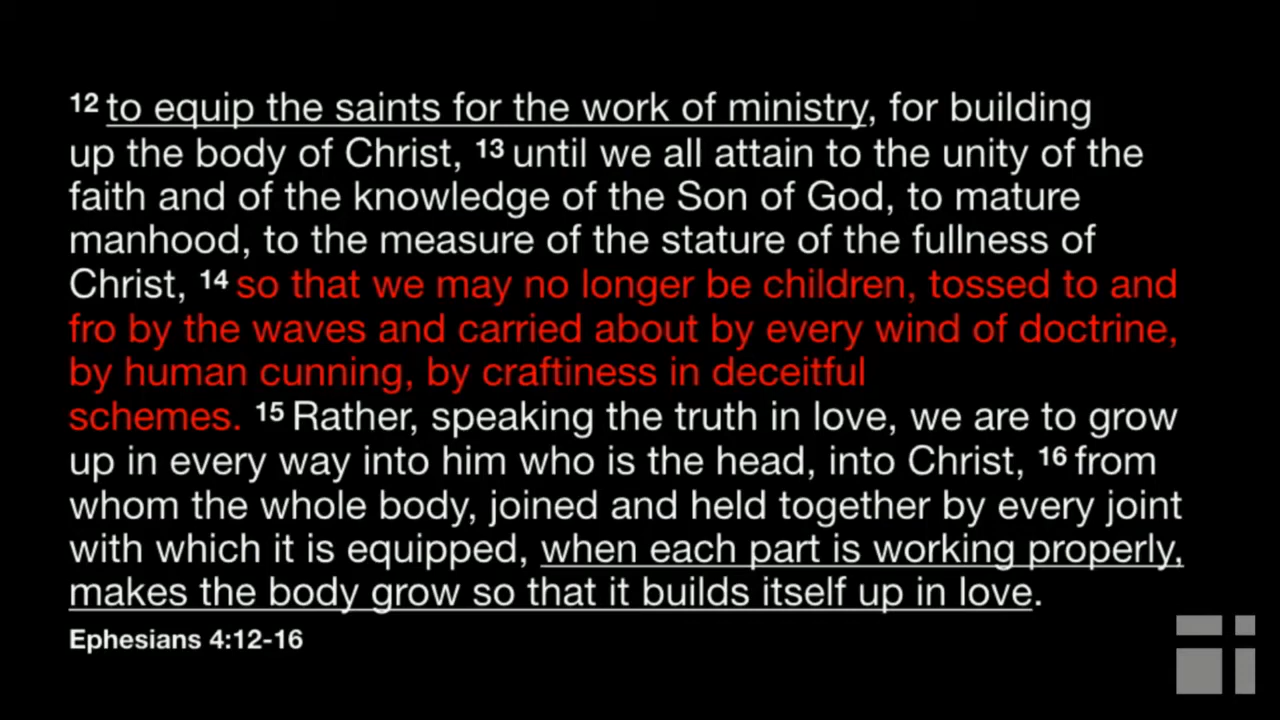 12 to equip the saints for the work of ministry, for building
up the body of Christ, 13 until we all attain to the unity of the
faith and of the knowledge of the Son of God, to mature
manhood, to the measure of the stature of the fullness of
Christ, 14 so that we may no longer be children, tossed to and
fro by the waves and carried about by every wind of doctrine,
by human cunning, by craftiness in deceitful
schemes. 15 Rather, speaking the truth in love, we are to grow
up in every way into him who is the head, into Christ, 16 from
whom the whole body, joined and held together by every joint
with which it is equipped, when each part is working properly,
makes the body grow so that it builds itself up in love.
Ephesians 4:12-16